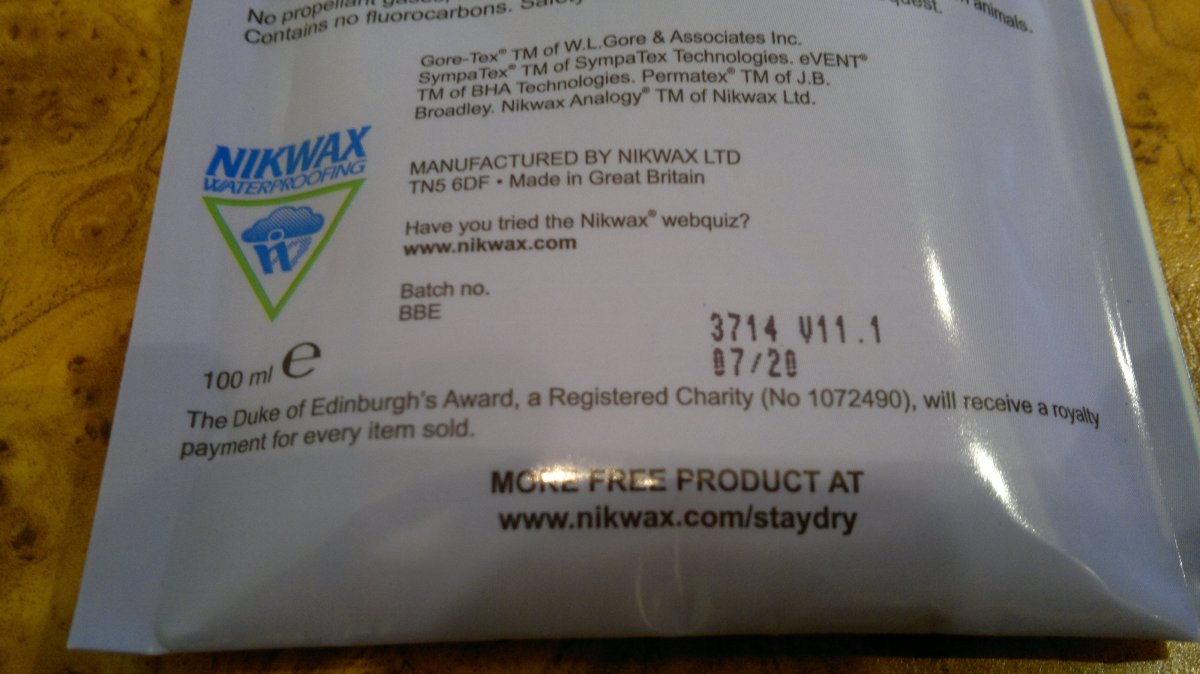 No propellant gases,
Contains no fluorocarbons.
animals.
Gore-Tex® TM of W.L.Gore & Associates Inc.
SympaTex® TM of SympaTex Technologies. eVENT®
TM of BHA Technologies. Permatex® TM of J.B.
Broadley. Nikwax Analogy® TM of Nikwax Ltd.
NIKWAX
WATERPROOFING
MANUFACTURED BY NIKWAX LTD
TN5 6DF • Made in Great Britain
Have you tried the Nikwax® webquiz?
www.nikwax.com
Batch no.
BBE
3714 V11.1
07/20
100 ml e
The Duke of Edinburgh's Award, a Registered Charity (No 1072490), will receive a royalty
payment for every item sold.
MORE FREE PRODUCT AT
www.nikwax.com/staydry